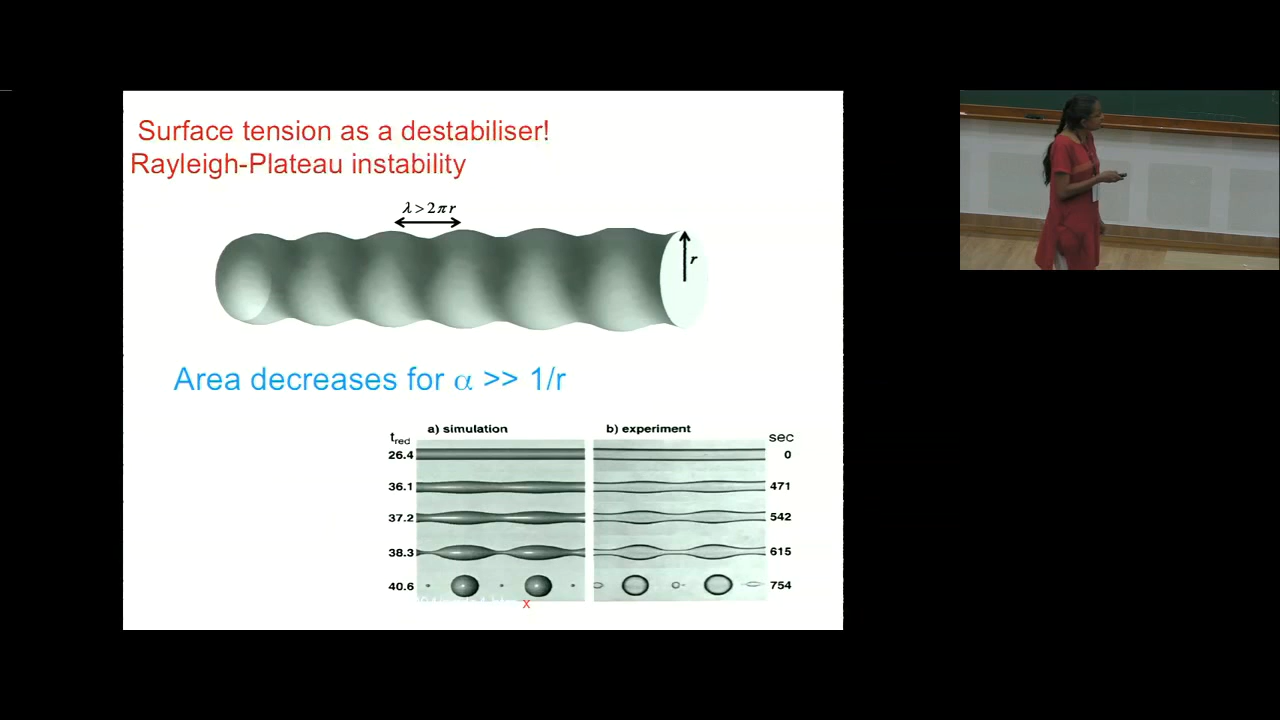 Surface tension as a destabiliser!
Rayleigh-Plateau instability
λ > 2πr
r
Area decreases for α >> 1/r
a) simulation b) experiment
t_red sec
26.4 0
36.1 471
37.2 542
38.3 615
40.6 754
x